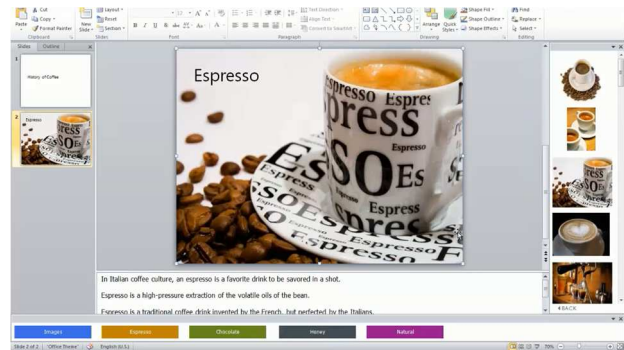 Cut
Copy
Format Painter
Paste
Clipboard
New
Slide
Layout
Reset
Section
Slides
Font
Text Direction
Align Text
Convert to SmartArt
Paragraph
Arrange
Quick
Styles
Shape Fill
Shape Outline
Shape Effects
Drawing
Find
Replace
Select
Editing
Slides
Outline
1
History of Coffee
2
Espresso
Espresso
In Italian coffee culture, an espresso is a favorite drink to be savored in a shot.
Espresso is a high-pressure extraction of the volatile oils of the bean.
Espresso is a traditional coffee drink invented by the French, but perfected by the Italians.
BACK
Images
Espresso
Chocolate
Honey
Natural
Slide 2 of 2
"Office Theme"
English (U.S.)
70%